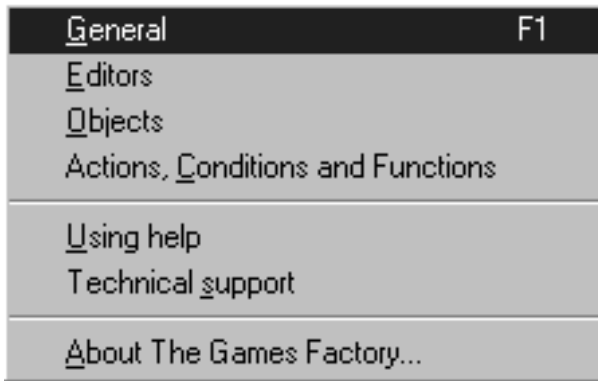 General F1
Editors
Objects
Actions, Conditions and Functions
Using help
Technical support
About The Games Factory...